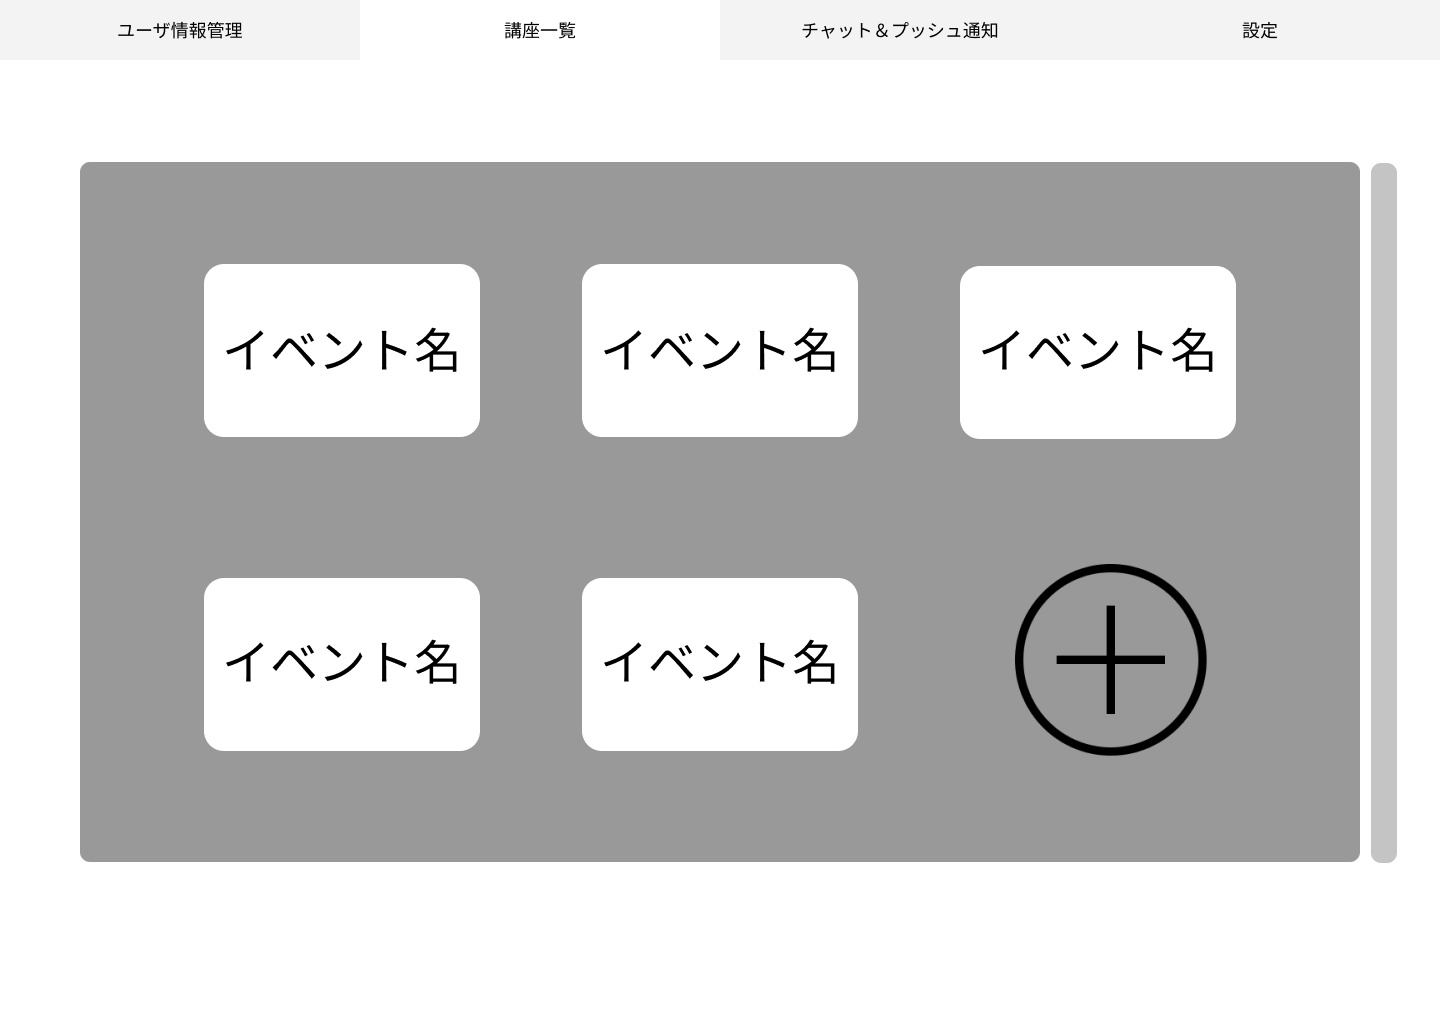 ユーザ情報管理
講座一覧
チャット＆プッシュ通知
設定
イベント名
イベント名
イベント名
イベント名
イベント名